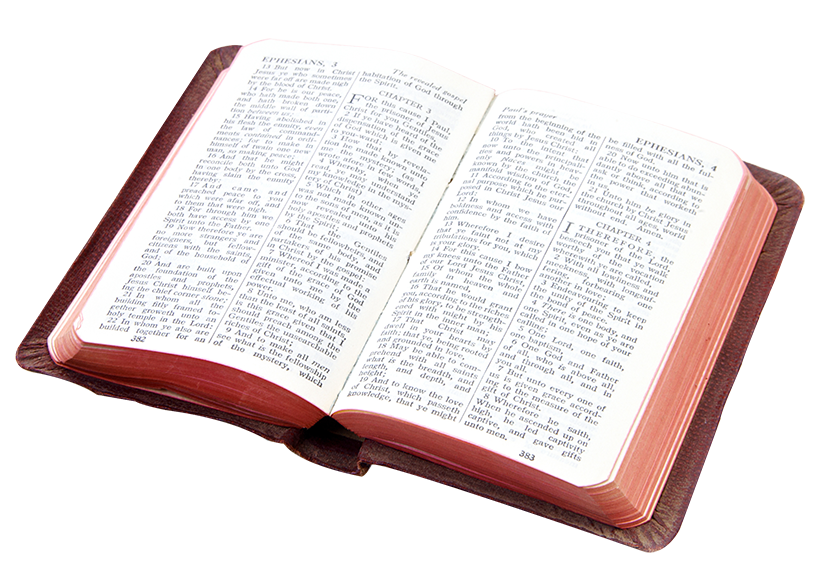 EPHESIANS, 3
13 But now in Christ
Jesus ye who sometimes
were far off are made nigh
by the blood of Christ.
14 For he is our peace,
who hath made both one,
and hath broken down
the middle wall of parti-
tion between us;
15 Having abolished in
his flesh the enmity, even
the law of command-
ments contained in ordi-
nances; for to make in
himself of twain one new
man, so making peace;
16 And that he might
reconcile both unto God
in one body by the cross,
having slain the enmity
thereby:
17 And came and
preached peace to you
which were afar off, and
to them that were nigh.
18 For through him we
both have access by one
Spirit unto the Father.
19 Now therefore ye are
no more strangers and
foreigners, but fellow-
citizens with the saints,
and of the household of
God;
20 And are built upon
the foundation of the
apostles and prophets,
Jesus Christ himself be-
ing the chief corner stone;
21 In whom all the
building fitly framed to-
gether groweth unto an
holy temple in the Lord:
22 In whom ye also are
builded together for an
382
The revealed gospel
habitation of God through
the Spirit.
CHAPTER 3
FOR this cause I Paul,
the prisoner of Jesus
Christ for you Gentiles,
2 If ye have heard of the
dispensation of the grace of
God which is given me
to you-ward:
3 How that by revela-
tion he made known unto
me the mystery; (as I
wrote afore in few words,
4 Whereby, when ye
read, ye may understand
my knowledge in the
mystery of Christ)
5 Which in other ages
was not made known un-
to the sons of men, as it is
now revealed unto his
holy apostles and prophets
by the Spirit;
6 That the Gentiles
should be fellowheirs, and
of the same body, and
partakers of his promise
in Christ by the gospel:
7 Whereof I was made a
minister, according to the
gift of the grace of God
given unto me by the
effectual working of his
power.
8 Unto me, who am less
than the least of all saints,
is this grace given, that I
should preach among the
Gentiles the unsearchable
riches of Christ;
9 And to make all men
see what is the fellowship
of the mystery, which
Paul's prayer
from the beginning of the
world hath been hid in
God, who created all
things by Jesus Christ:
10 To the intent that
now unto the principali-
ties and powers in heav-
enly places might be
known by the church the
manifold wisdom of God,
11 According to the eter-
nal purpose which he pur-
posed in Christ Jesus our
Lord:
12 In whom we have
boldness and access with
confidence by the faith of
him.
13 Wherefore I desire
that ye faint not at my
tribulations for you, which
is your glory.
14 For this cause I bow
my knees unto the Father
of our Lord Jesus Christ,
15 Of whom the whole
family in heaven and
earth is named,
16 That he would grant
you, according to the riches
of his glory, to be strength-
ened with might by his
Spirit in the inner man;
17 That Christ may
dwell in your hearts by
faith; that ye, being rooted
and grounded in love,
18 May be able to com-
prehend with all saints
what is the breadth, and
length, and depth, and
height;
19 And to know the love
of Christ, which passeth
knowledge, that ye might
EPHESIANS, 4
be filled with all the ful-
ness of God.
20 Now unto him that is
able to do exceeding abun-
dantly above all that we
ask or think, according to
the power that worketh
in us,
21 Unto him be glory in
the church by Christ Jesus
throughout all ages, world
without end. Amen.
CHAPTER 4
I THEREFORE, the
prisoner of the Lord,
beseech you that ye walk
worthy of the vocation
wherewith ye are called,
2 With all lowliness and
meekness, with longsuf-
fering, forbearing one an-
other in love;
3 Endeavouring to keep
the unity of the Spirit in
the bond of peace.
4 There is one body, and
one Spirit, even as ye are
called in one hope of your
calling;
5 One Lord, one faith,
one baptism,
6 One God and Father
of all, who is above all,
and through all, and in
you all.
7 But unto every one of
us is given grace accord-
ing to the measure of the
gift of Christ.
8 Wherefore he saith,
When he ascended up on
high, he led captivity
captive, and gave gifts
unto men.
383